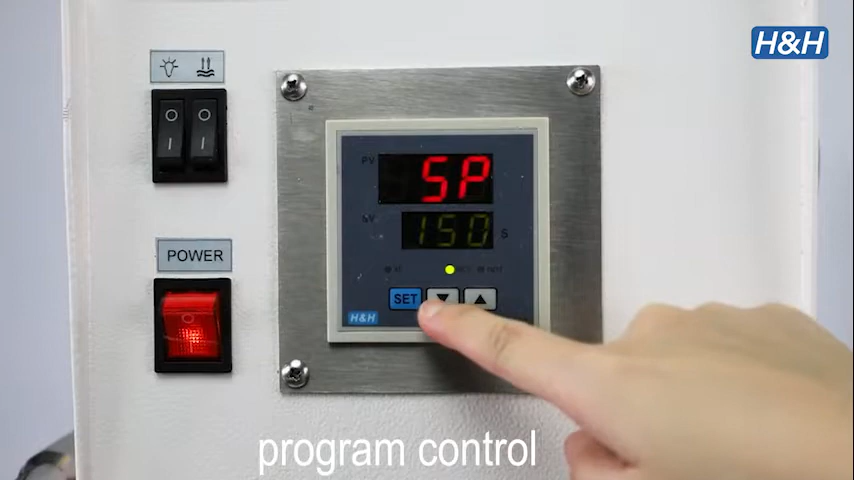 H&H
PV
SP
SV
150 S
POWER
SET
H&H
program control